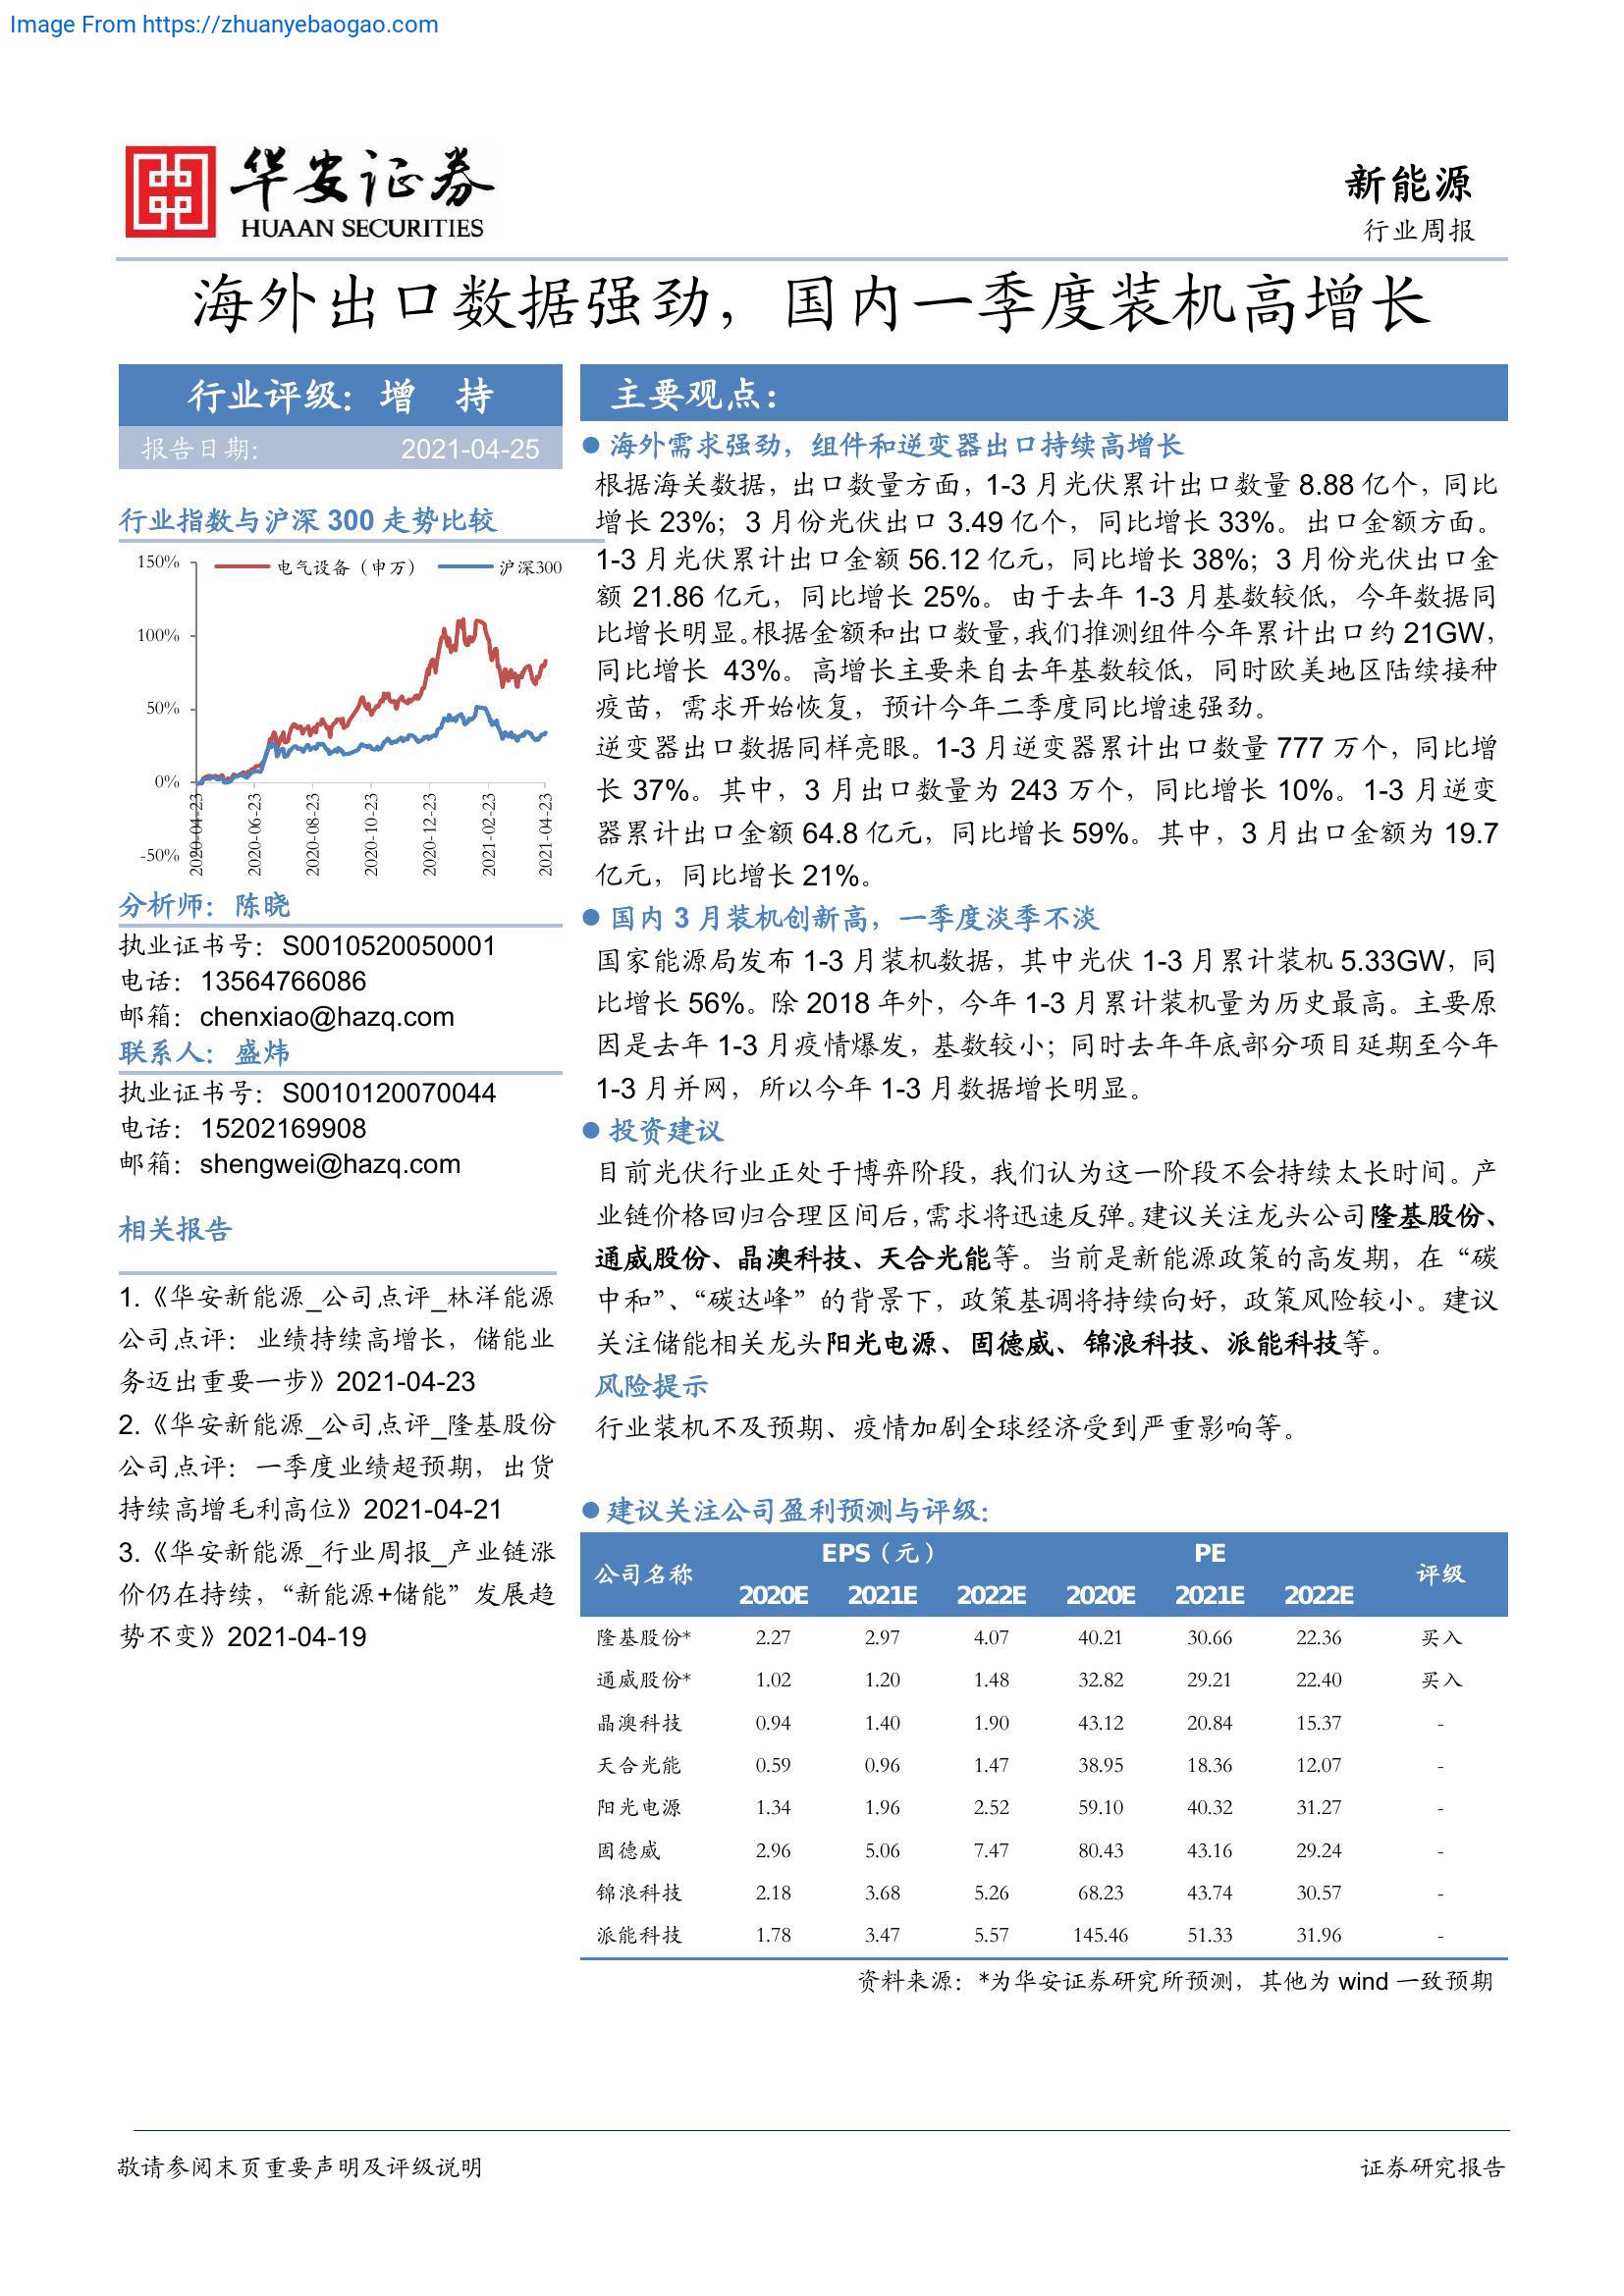 Image From https://zhuanyebaogao.com
华安证券
HUAAN SECURITIES
新能源
行业周报
海外出口数据强劲，国内一季度装机高增长
行业评级：增 持
报告日期： 2021-04-25
行业指数与沪深 300 走势比较
电气设备（申万） 沪深300
150%
100%
50%
0%
-50%
2020-04-23
2020-06-23
2020-08-23
2020-10-23
2020-12-23
2021-02-23
2021-04-23
分析师：陈晓
执业证书号：S0010520050001
电话：13564766086
邮箱：chenxiao@hazq.com
联系人：盛炜
执业证书号：S0010120070044
电话：15202169908
邮箱：shengwei@hazq.com
相关报告
1.《华安新能源_公司点评_林洋能源
公司点评：业绩持续高增长，储能业
务迈出重要一步》2021-04-23
2.《华安新能源_公司点评_隆基股份
公司点评：一季度业绩超预期，出货
持续高增毛利高位》2021-04-21
3.《华安新能源_行业周报_产业链涨
价仍在持续，“新能源+储能”发展趋
势不变》2021-04-19
主要观点：
● 海外需求强劲，组件和逆变器出口持续高增长
根据海关数据，出口数量方面，1-3 月光伏累计出口数量 8.88 亿个，同比
增长 23%；3 月份光伏出口 3.49 亿个，同比增长 33%。出口金额方面。
1-3 月光伏累计出口金额 56.12 亿元，同比增长 38%；3 月份光伏出口金
额 21.86 亿元，同比增长 25%。由于去年 1-3 月基数较低，今年数据同
比增长明显。根据金额和出口数量，我们推测组件今年累计出口约 21GW，
同比增长 43%。高增长主要来自去年基数较低，同时欧美地区陆续接种
疫苗，需求开始恢复，预计今年二季度同比增速强劲。
逆变器出口数据同样亮眼。1-3 月逆变器累计出口数量 777 万个，同比增
长 37%。其中，3 月出口数量为 243 万个，同比增长 10%。1-3 月逆变
器累计出口金额 64.8 亿元，同比增长 59%。其中，3 月出口金额为 19.7
亿元，同比增长 21%。
● 国内 3 月装机创新高，一季度淡季不淡
国家能源局发布 1-3 月装机数据，其中光伏 1-3 月累计装机 5.33GW，同
比增长 56%。除 2018 年外，今年 1-3 月累计装机量为历史最高。主要原
因是去年 1-3 月疫情爆发，基数较小；同时去年年底部分项目延期至今年
1-3 月并网，所以今年 1-3 月数据增长明显。
● 投资建议
目前光伏行业正处于博弈阶段，我们认为这一阶段不会持续太长时间。产
业链价格回归合理区间后，需求将迅速反弹。建议关注龙头公司隆基股份、
通威股份、晶澳科技、天合光能等。当前是新能源政策的高发期，在“碳
中和”、“碳达峰”的背景下，政策基调将持续向好，政策风险较小。建议
关注储能相关龙头阳光电源、固德威、锦浪科技、派能科技等。
风险提示
行业装机不及预期、疫情加剧全球经济受到严重影响等。
● 建议关注公司盈利预测与评级：
公司名称 EPS（元） PE 评级
2020E 2021E 2022E 2020E 2021E 2022E
隆基股份* 2.27 2.97 4.07 40.21 30.66 22.36 买入
通威股份* 1.02 1.20 1.48 32.82 29.21 22.40 买入
晶澳科技 0.94 1.40 1.90 43.12 20.84 15.37 -
天合光能 0.59 0.96 1.47 38.95 18.36 12.07 -
阳光电源 1.34 1.96 2.52 59.10 40.32 31.27 -
固德威 2.96 5.06 7.47 80.43 43.16 29.24 -
锦浪科技 2.18 3.68 5.26 68.23 43.74 30.57 -
派能科技 1.78 3.47 5.57 145.46 51.33 31.96 -
资料来源：*为华安证券研究所预测，其他为 wind 一致预期
敬请参阅末页重要声明及评级说明 证券研究报告